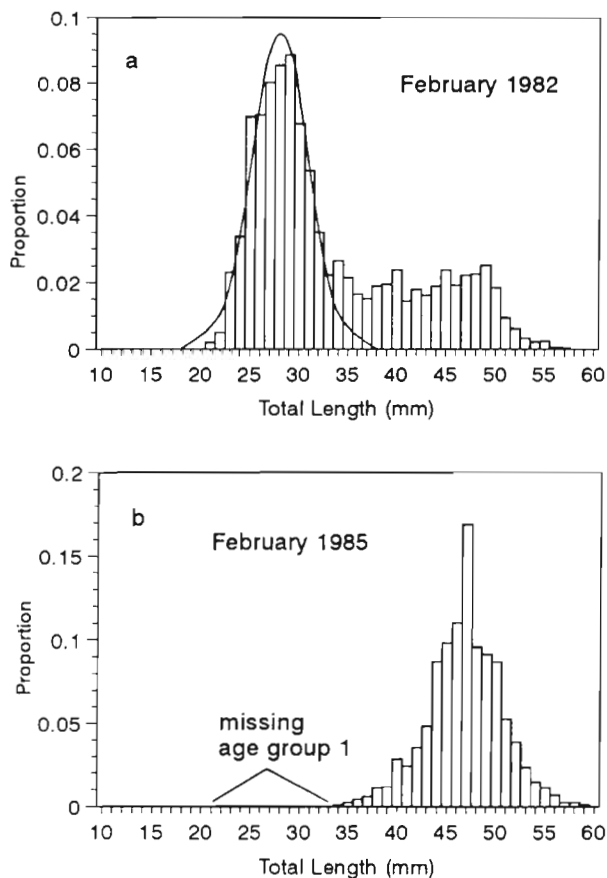 0.1
a
February 1982
0.08
0.06
0.04
0.02
0
Proportion
10 15 20 25 30 35 40 45 50 55 60
Total Length (mm)
0.2
b
February 1985
0.15
0.1
0.05
0
Proportion
missing
age group 1
10 15 20 25 30 35 40 45 50 55 60
Total Length (mm)